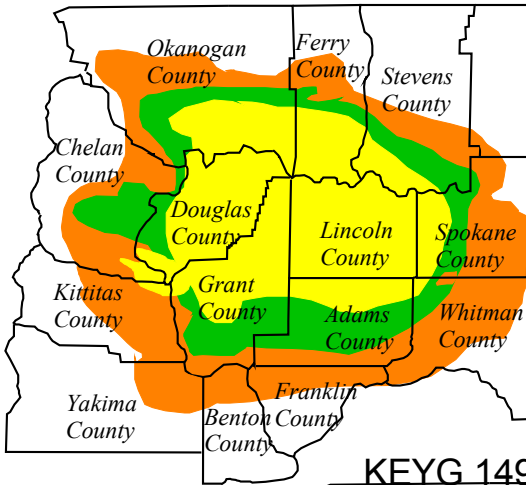 Okanogan
County
Ferry
County
Stevens
County
Chelan
County
Douglas
County
Lincoln
County
Spokane
County
Kittitas
County
Grant
County
Adams
County
Whitman
County
Yakima
County
Benton
County
Franklin
County
KEYG 149